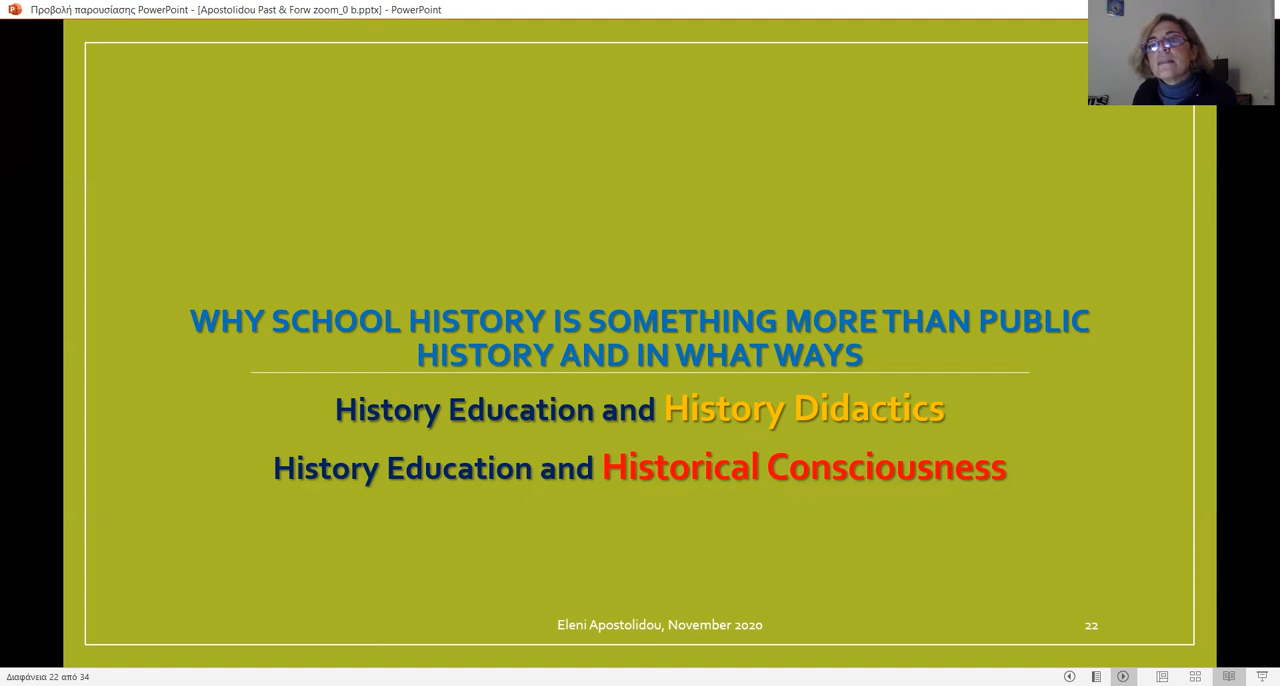 Προβολή παρουσίασης PowerPoint - [Apostolidou Past & Forw zoom_0 b.pptx] - PowerPoint
WHY SCHOOL HISTORY IS SOMETHING MORE THAN PUBLIC
HISTORY AND IN WHAT WAYS
History Education and History Didactics
History Education and Historical Consciousness
Eleni Apostolidou, November 2020 22
Διαφάνεια 22 από 34